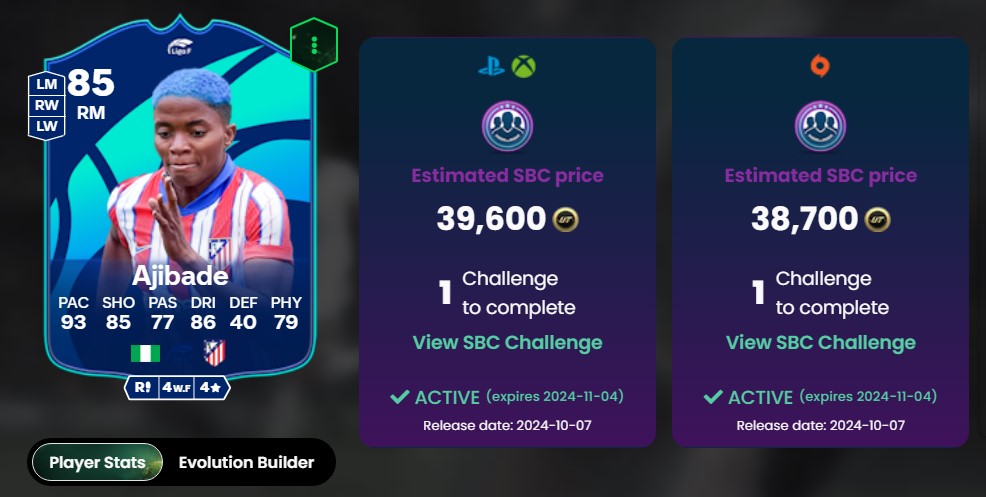 Liga F
LM
RW
LW
85
RM
Ajibade
PAC SHO PAS DRI DEF PHY
93 85 77 86 40 79
R 4W.F 4★
Player Stats
Evolution Builder
Estimated SBC price
39,600 UT
1 Challenge
to complete
View SBC Challenge
ACTIVE (expires 2024-11-04)
Release date: 2024-10-07
Estimated SBC price
38,700 UT
1 Challenge
to complete
View SBC Challenge
ACTIVE (expires 2024-11-04)
Release date: 2024-10-07